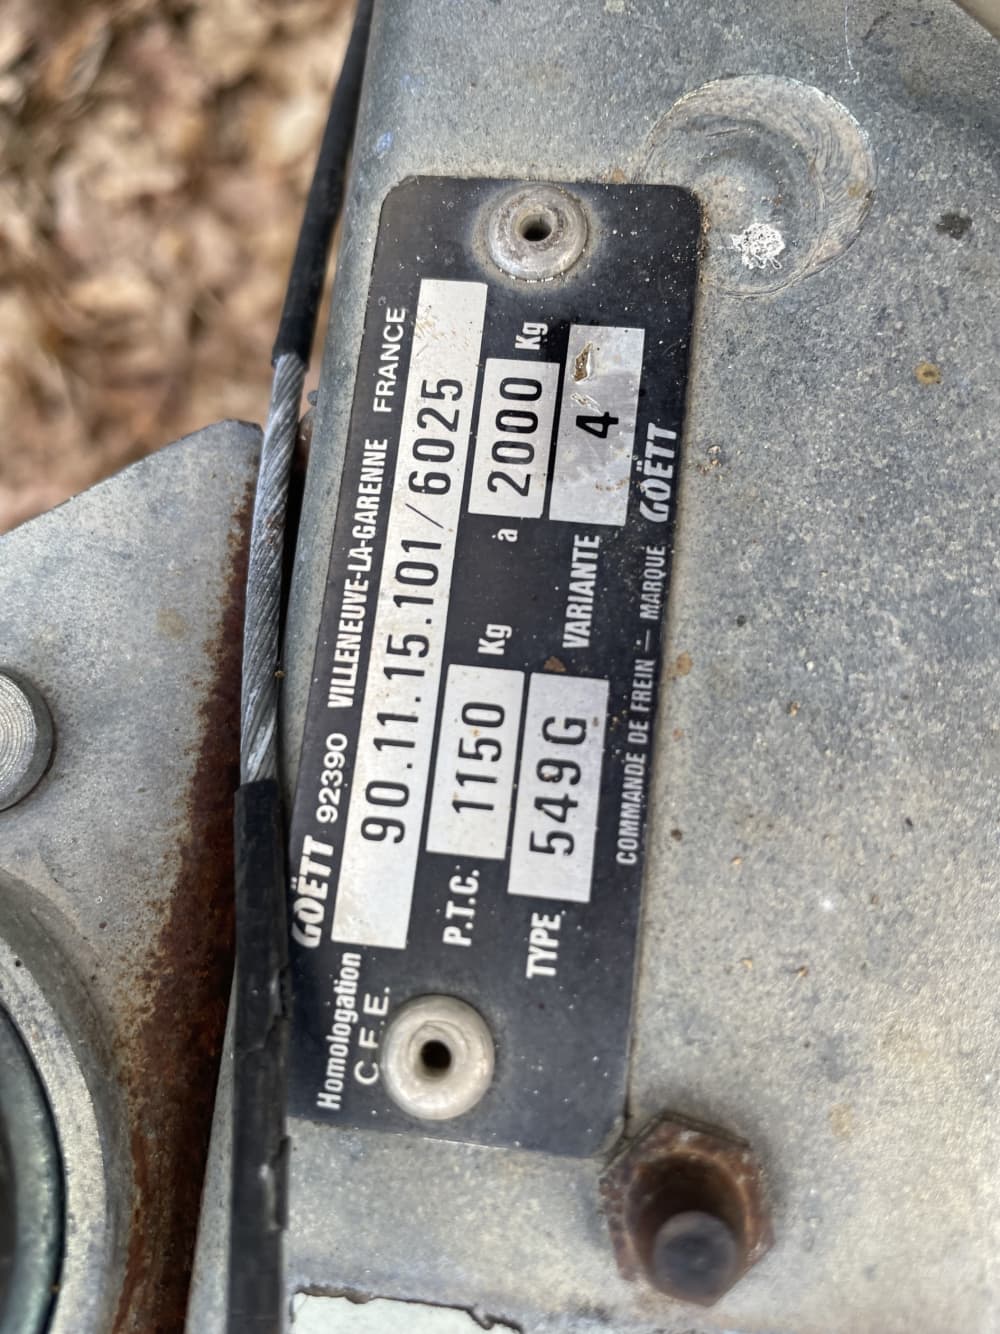 GOËTT 92390 VILLENEUVE-LA-GARENNE FRANCE
Homologation C.F.E. 90.11.15.101/6025
P.T.C. 1150 Kg à 2000 Kg
TYPE 549G VARIANTE 4
COMMANDE DE FREIN — MARQUE GOËTT